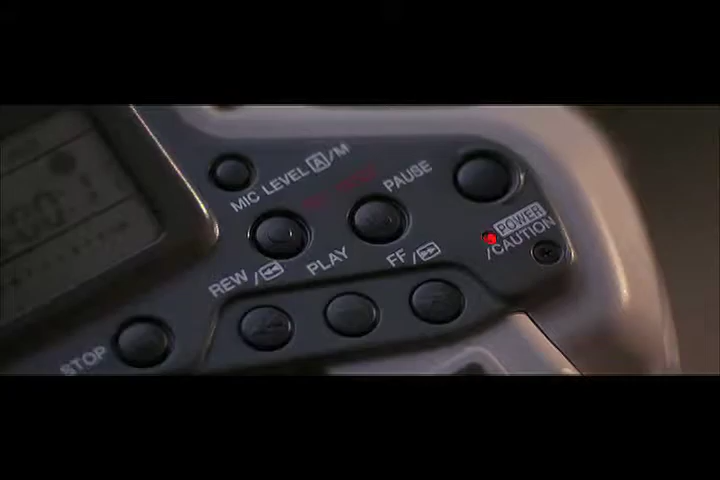 MIC LEVEL A/M
PAUSE
POWER
/CAUTION
REW/◀◀
PLAY
FF/▶▶
STOP